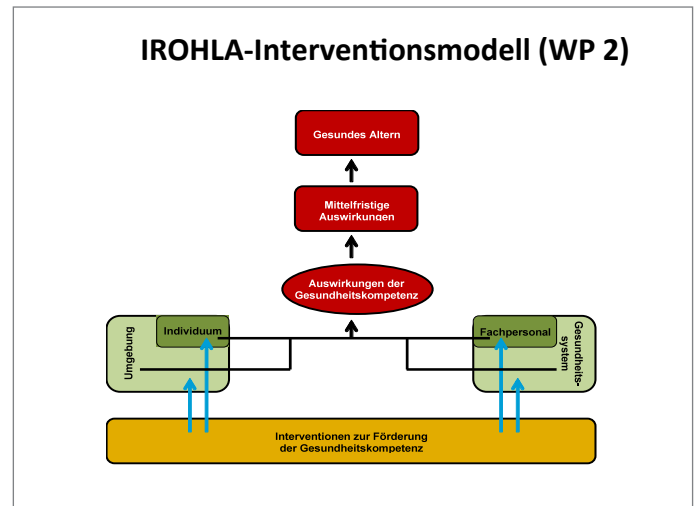 IROHLA-Interventionsmodell (WP 2)
Gesundes Altern
Mittelfristige
Auswirkungen
Auswirkungen der
Gesundheitskompetenz
Umgebung
Individuum
Fachpersonal
Gesundheits-
system
Interventionen zur Förderung
der Gesundheitskompetenz